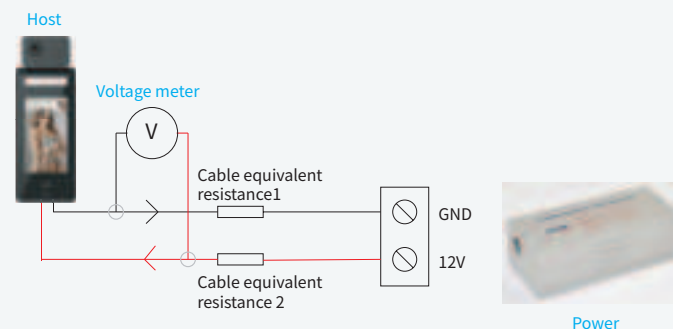 Host
Voltage meter
V
Cable equivalent
resistance1
GND
12V
Cable equivalent
resistance 2
Power